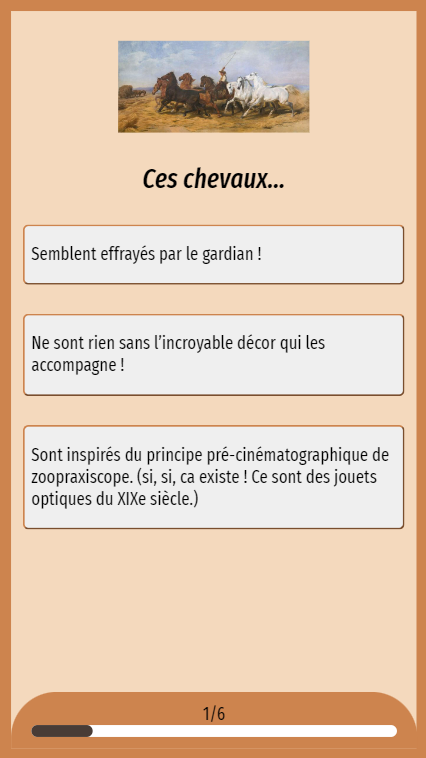 Ces chevaux...
Semblent effrayés par le gardian !
Ne sont rien sans l'incroyable décor qui les
accompagne !
Sont inspirés du principe pré-cinématographique de
zoopraxiscope. (si, si, ca existe ! Ce sont des jouets
optiques du XIXe siècle.)
1/6